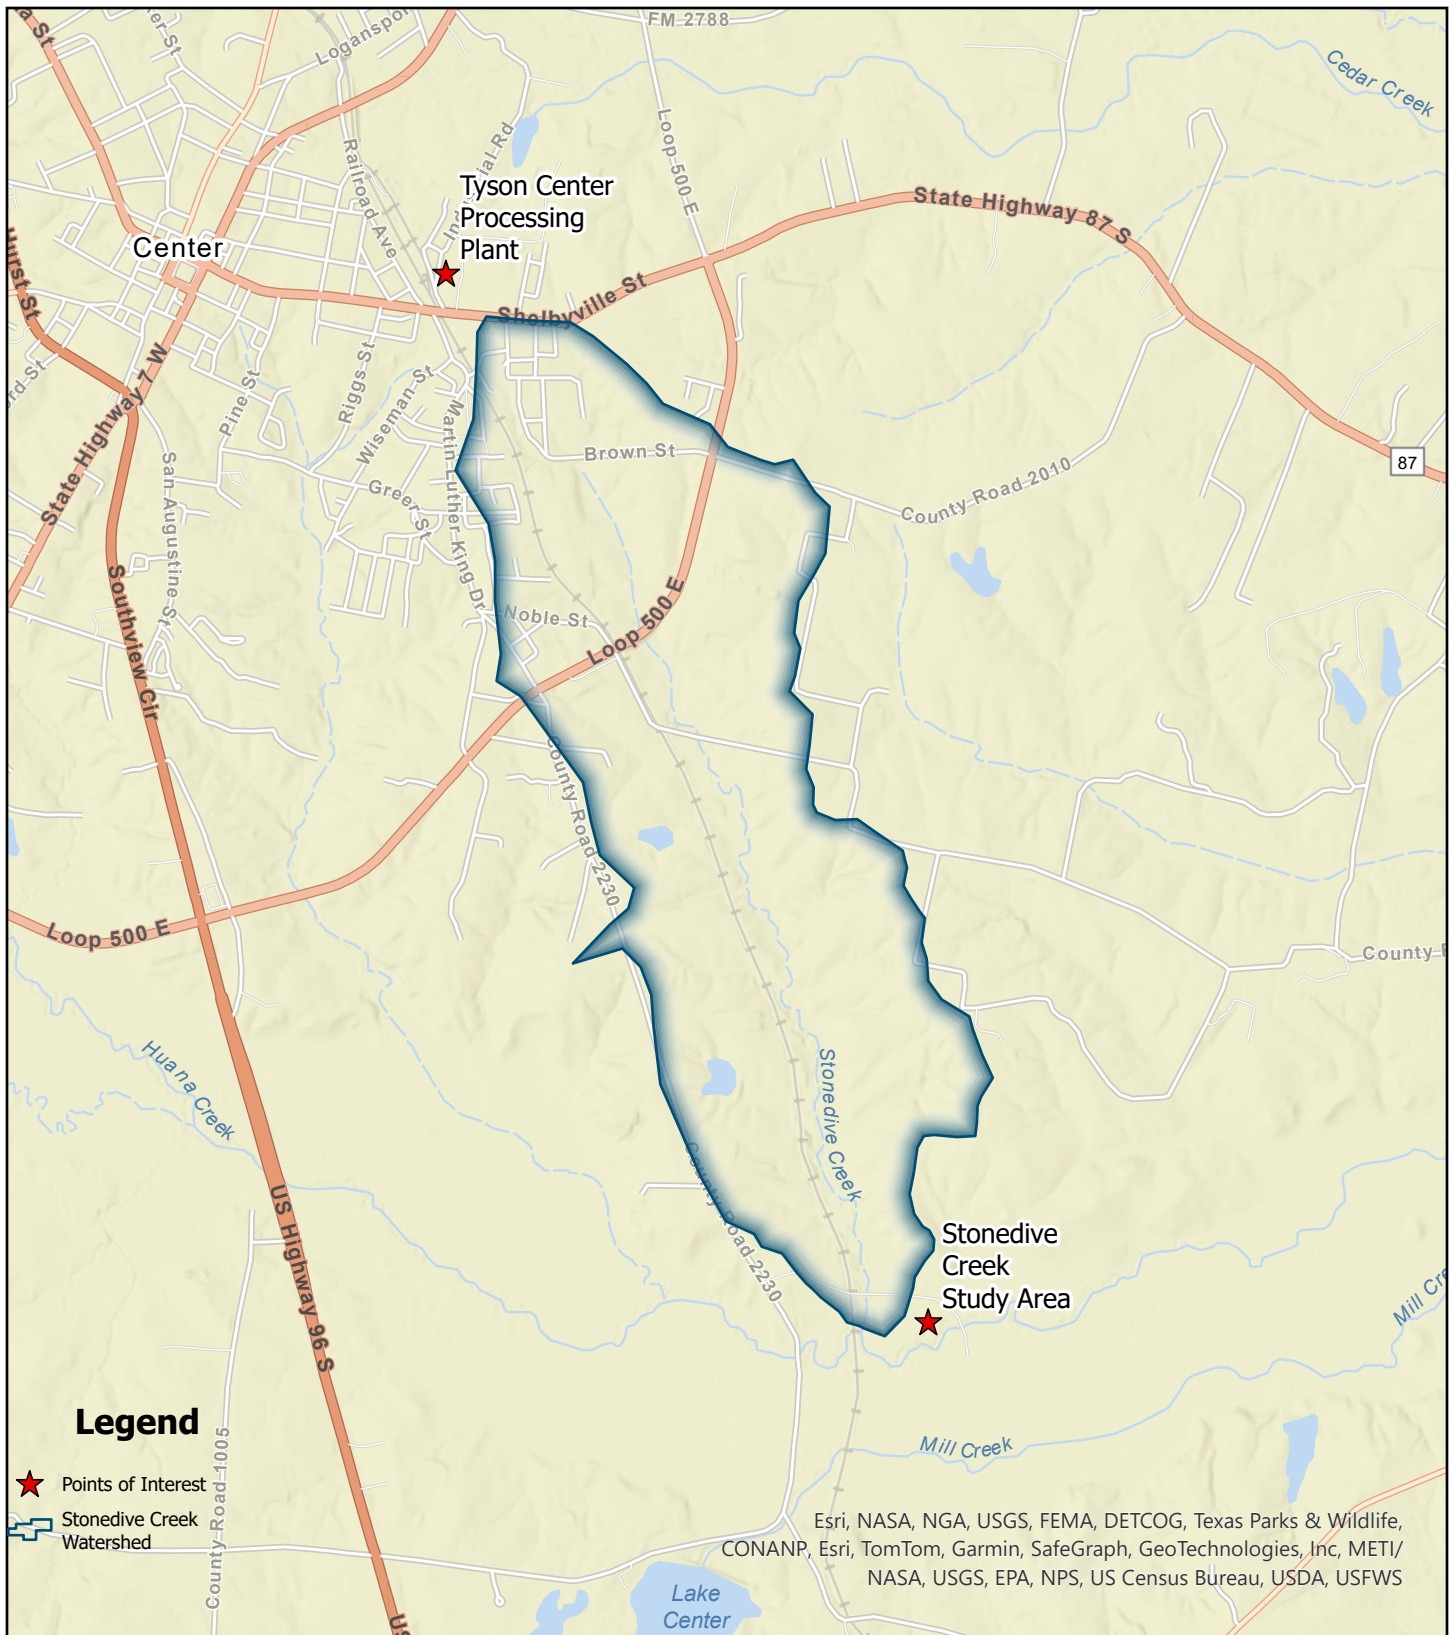 FM 2788
Loganspor
Cedar Creek
Railroad Ave
Loop 500 E
Tyson Center
Processing
Plant
State Highway 87 S
Center
Hurst St
Shelbyville St
State Highway 7 W
Pine St
Riggs St
Wiseman St
Martin Luther King Dr
Brown St
87
County Road 2010
San Augustine St
Greer St
Southview Cir
Noble St
Loop 500 E
County Road 2230
Loop 500 E
Huana Creek
Stonedive Creek
County Road 2230
US Highway 96 S
Stonedive
Creek
Study Area
Mill Cre
Mill Creek
County Road 1005
Legend
Points of Interest
Stonedive Creek
Watershed
Esri, NASA, NGA, USGS, FEMA, DETCOG, Texas Parks & Wildlife,
CONANP, Esri, TomTom, Garmin, SafeGraph, GeoTechnologies, Inc, METI/
NASA, USGS, EPA, NPS, US Census Bureau, USDA, USFWS
Lake
Center
US